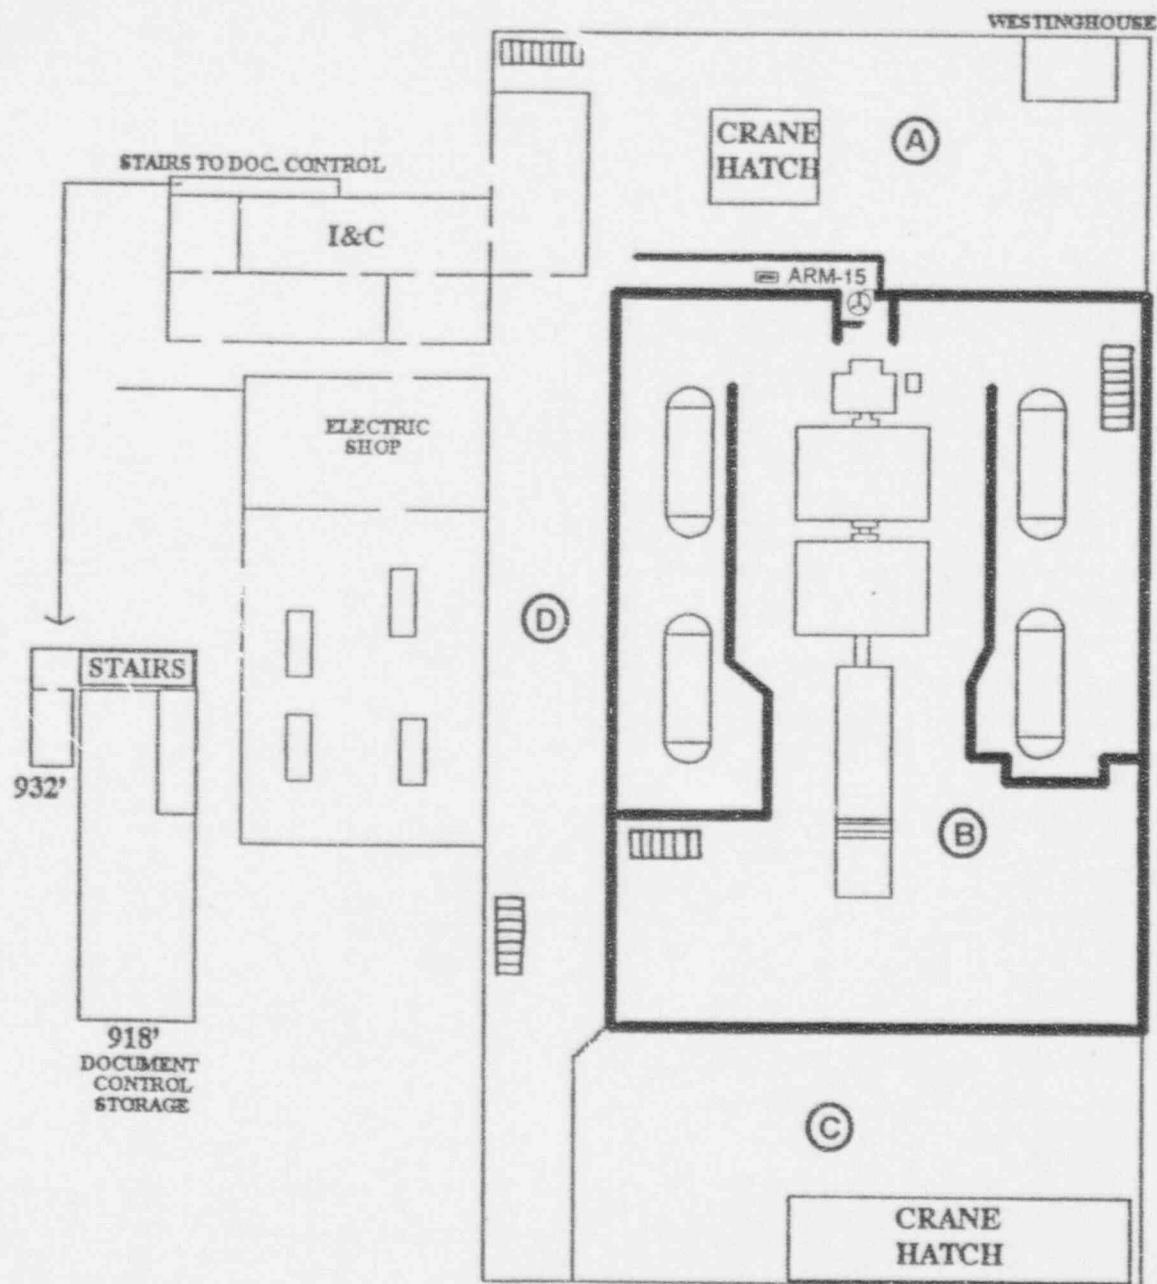 WESTINGHOUSE
CRANE
HATCH
A
STAIRS TO DOC. CONTROL
I&C
ARM-15
ELECTRIC
SHOP
D
STAIRS
932'
B
918'
DOCUMENT
CONTROL
STORAGE
C
CRANE
HATCH